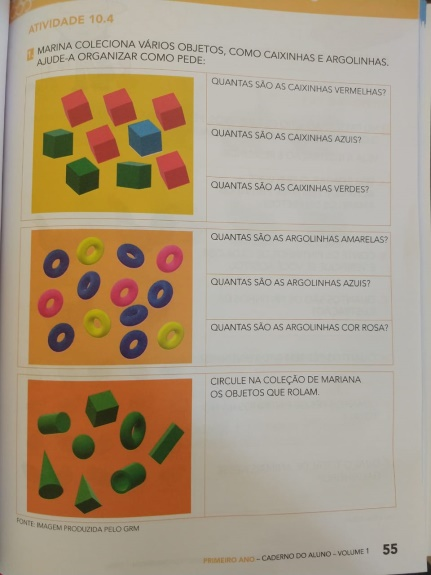 ATIVIDADE 10.4
1. MARINA COLECIONA VÁRIOS OBJETOS, COMO CAIXINHAS E ARGOLINHAS.
AJUDE-A ORGANIZAR COMO PEDE:
QUANTAS SÃO AS CAIXINHAS VERMELHAS?
QUANTAS SÃO AS CAIXINHAS AZUIS?
QUANTAS SÃO AS CAIXINHAS VERDES?
QUANTAS SÃO AS ARGOLINHAS AMARELAS?
QUANTAS SÃO AS ARGOLINHAS AZUIS?
QUANTAS SÃO AS ARGOLINHAS COR ROSA?
CIRCULE NA COLEÇÃO DE MARIANA
OS OBJETOS QUE ROLAM.
FONTE: IMAGEM PRODUZIDA PELO GRM
PRIMEIRO ANO – CADERNO DO ALUNO – VOLUME 1 55